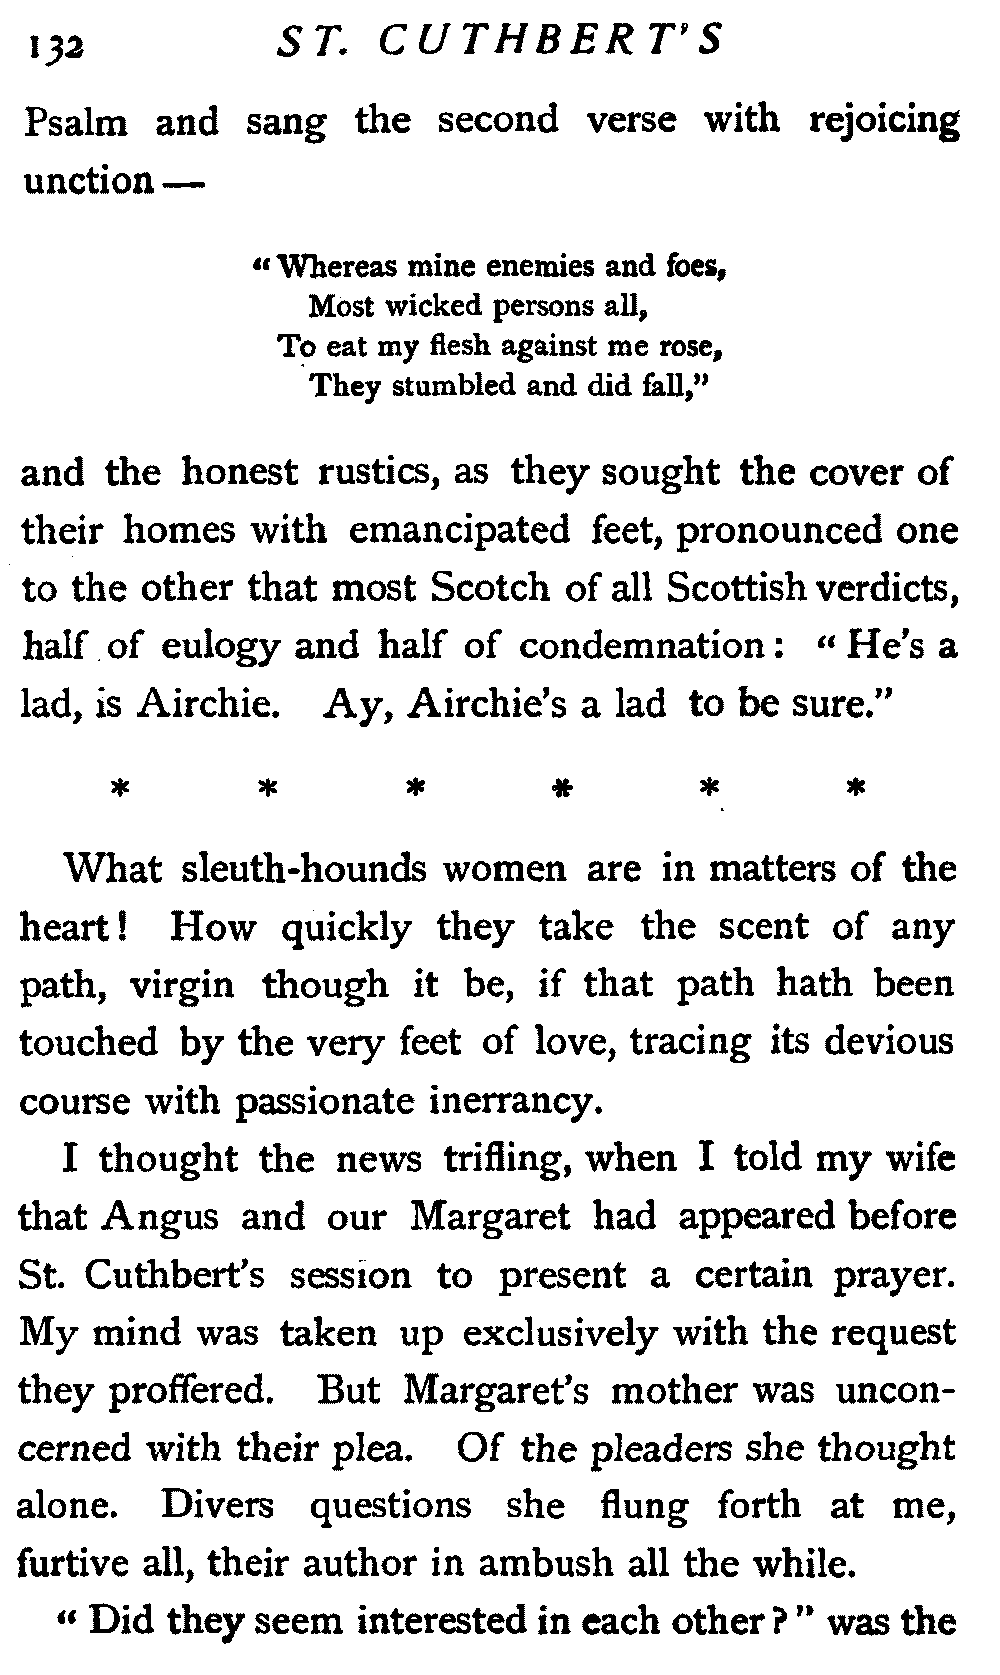 132 ST. CUTHBERT'S
Psalm and sang the second verse with rejoicing
unction —
“ Whereas mine enemies and foes,
Most wicked persons all,
To eat my flesh against me rose,
They stumbled and did fall,”
and the honest rustics, as they sought the cover of
their homes with emancipated feet, pronounced one
to the other that most Scotch of all Scottish verdicts,
half of eulogy and half of condemnation : “ He’s a
lad, is Airchie. Ay, Airchie’s a lad to be sure.”
* * * * * *
What sleuth-hounds women are in matters of the
heart! How quickly they take the scent of any
path, virgin though it be, if that path hath been
touched by the very feet of love, tracing its devious
course with passionate inerrancy.
I thought the news trifling, when I told my wife
that Angus and our Margaret had appeared before
St. Cuthbert’s session to present a certain prayer.
My mind was taken up exclusively with the request
they proffered. But Margaret’s mother was uncon-
cerned with their plea. Of the pleaders she thought
alone. Divers questions she flung forth at me,
furtive all, their author in ambush all the while.
“ Did they seem interested in each other ? ” was the